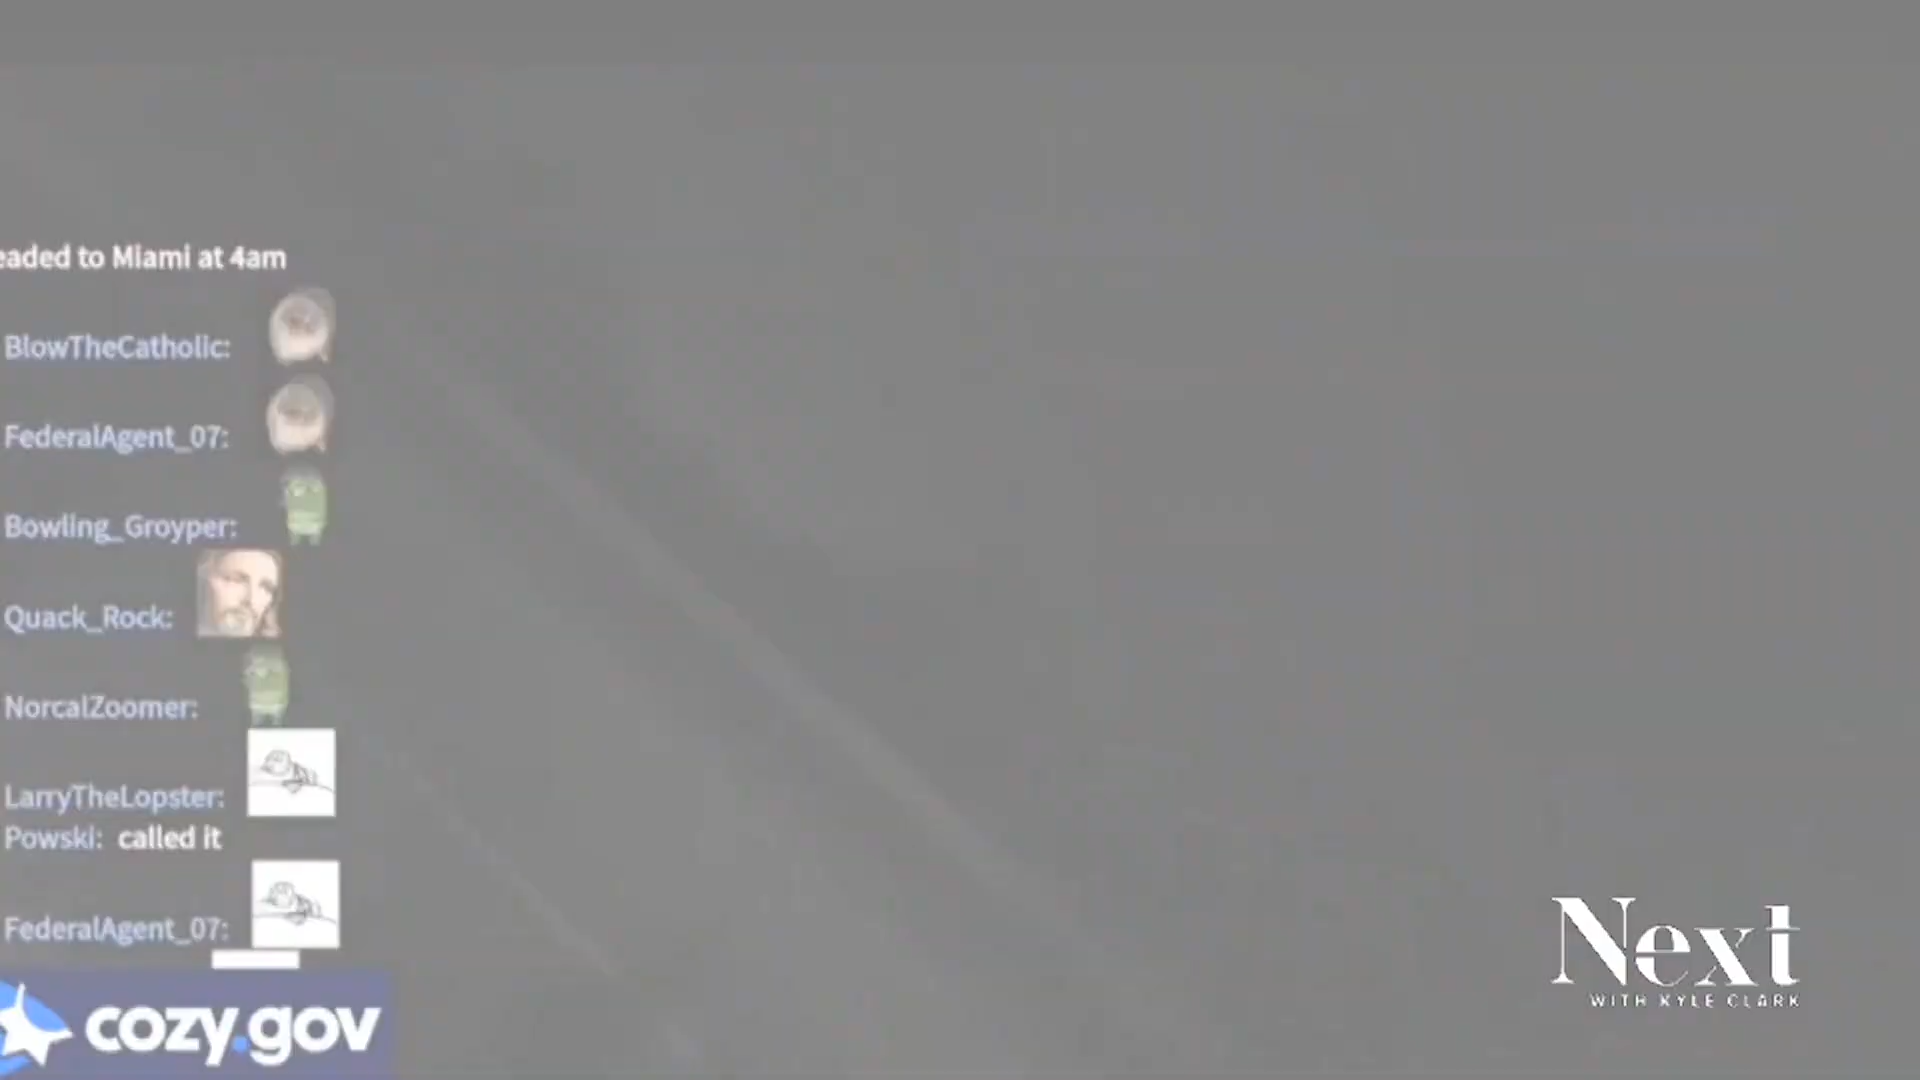 eaded to Miami at 4am
BlowTheCatholic:
FederalAgent_07:
Bowling_Groyper:
Quack_Rock:
NorcalZoomer:
LarryTheLopster:
Powski: called it
FederalAgent_07:
cozy.gov
Next
WITH KYLE CLARK